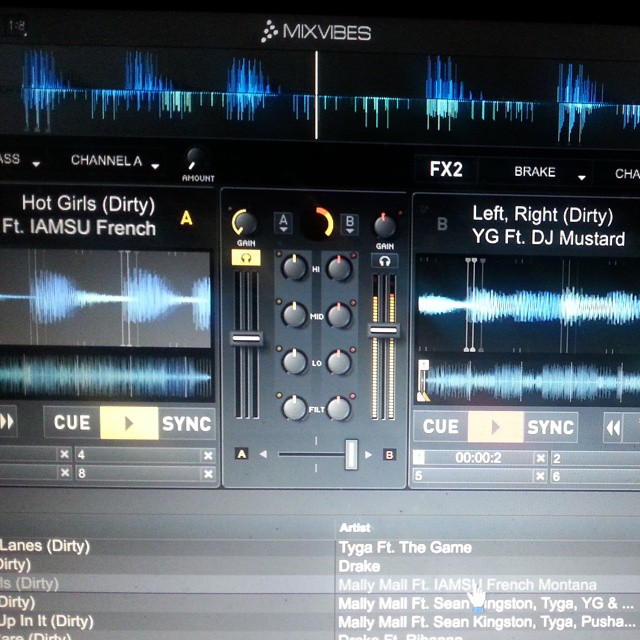 1:8
MIXVIBES
ASS
CHANNEL A
AMOUNT
FX2
BRAKE
CHA
Hot Girls (Dirty)
Ft. IAMSU French
A
A
B
GAIN
GAIN
B
Left, Right (Dirty)
YG Ft. DJ Mustard
HI
MID
LO
FILT
CUE
SYNC
CUE
SYNC
A
B
4
8
1
00:00:2
2
5
6
Artist
Lanes (Dirty)
Tyga Ft. The Game
Dirty)
Drake
ls (Dirty)
Mally Mall Ft. IAMSU French Montana
Dirty)
Mally Mall Ft. Sean Kingston, Tyga, YG & ...
Up In It (Dirty)
Mally Mall Ft. Sean Kingston, Tyga, Pusha...
are (Dirty)
Drake Ft. Rihanna